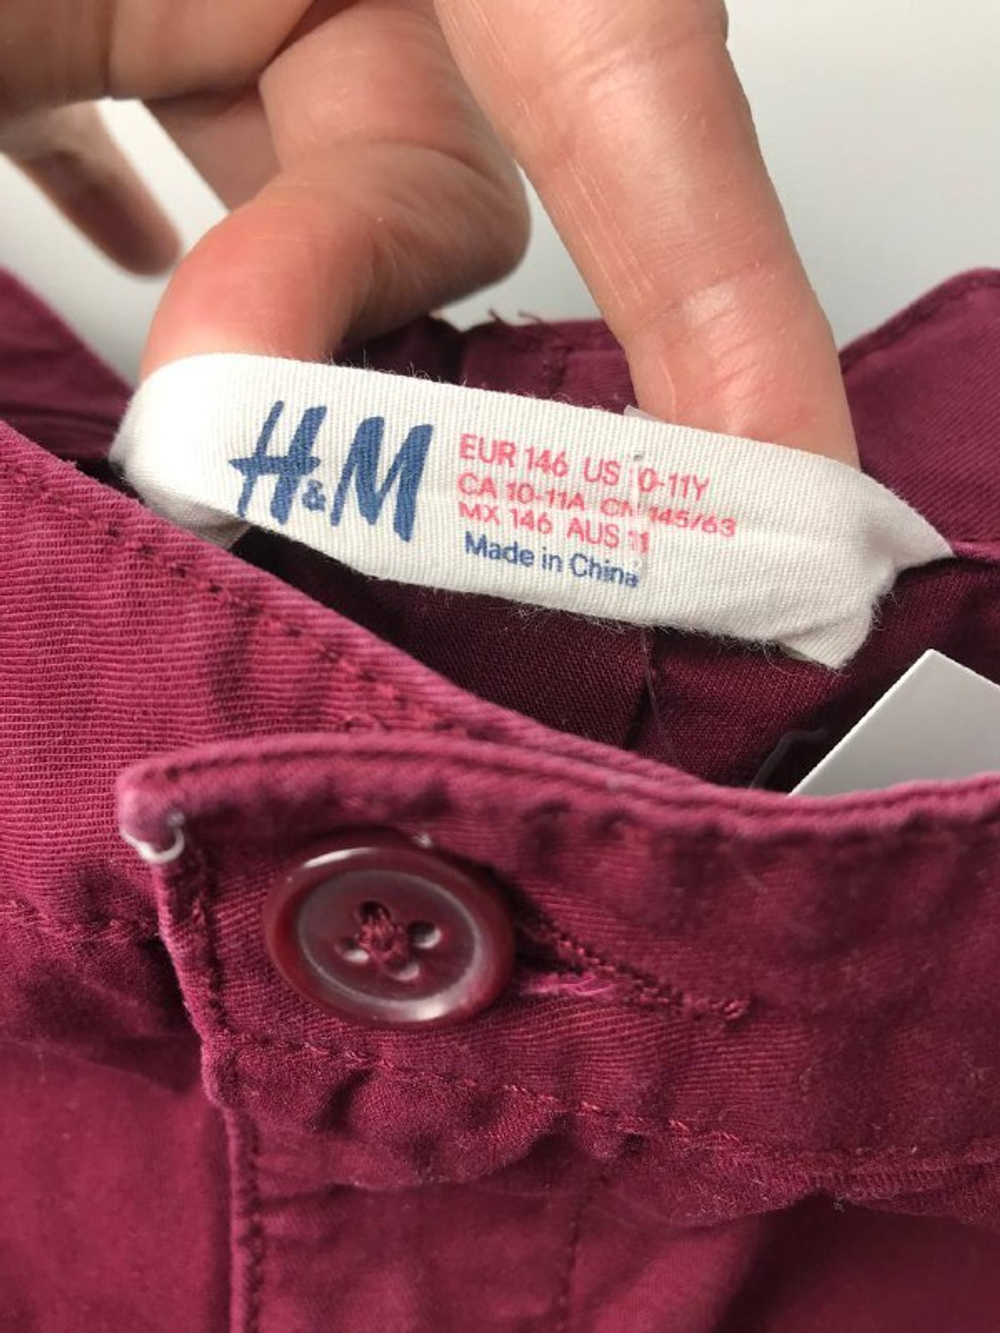 H&M
EUR 146 US 10-11Y
CA 10-11A CN 145/63
MX 146 AUS 11
Made in China